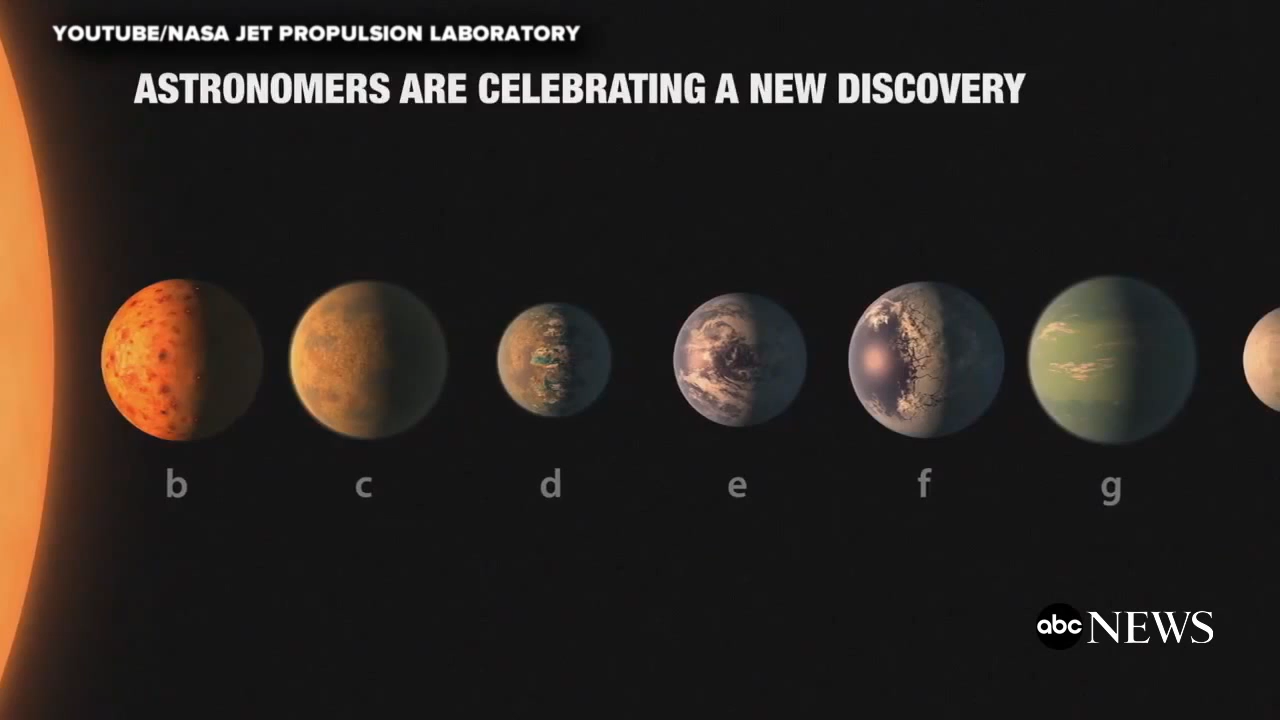 YOUTUBE/NASA JET PROPULSION LABORATORY
ASTRONOMERS ARE CELEBRATING A NEW DISCOVERY
b c d e f g
abc NEWS